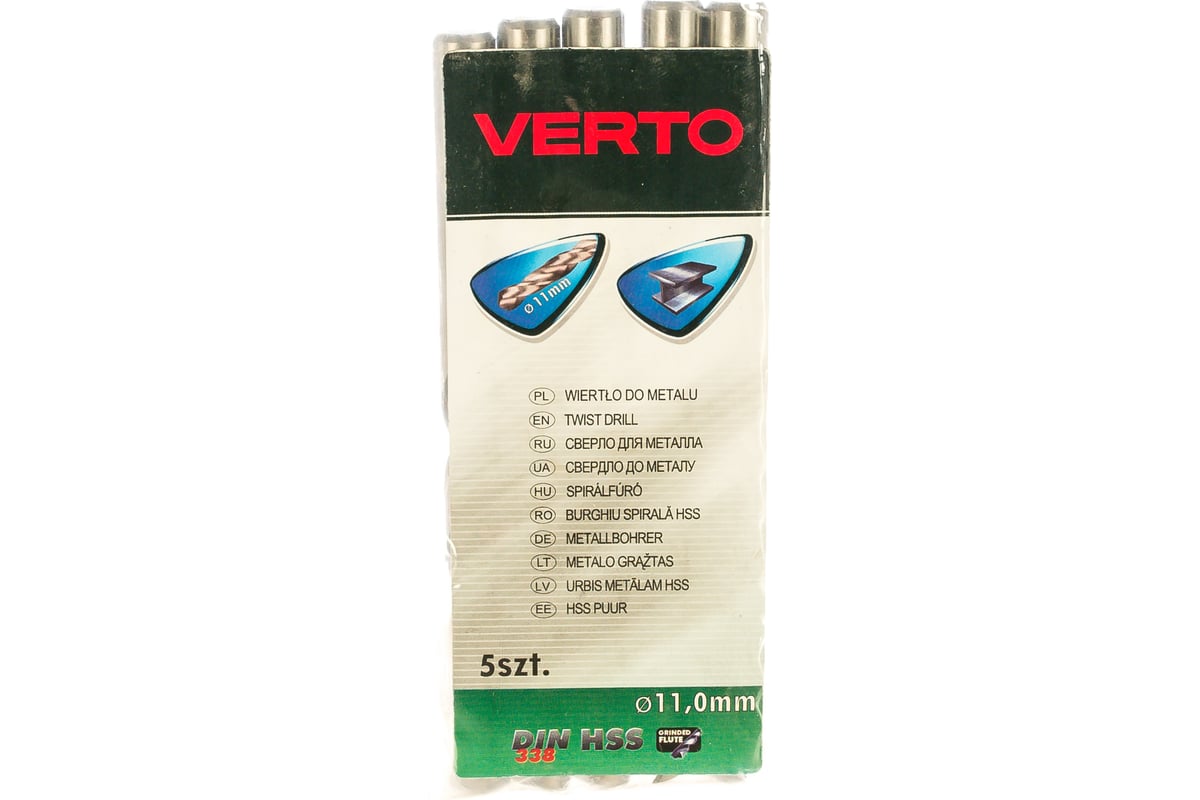 VERTO
ø11mm
PL WIERTŁO DO METALU
EN TWIST DRILL
RU СВЕРЛО ДЛЯ МЕТАЛЛА
UA СВЕРДЛО ДО МЕТАЛУ
HU SPIRÁLFÚRÓ
RO BURGHIU SPIRALĂ HSS
DE METALLBOHRER
LT METALO GRĄŽTAS
LV URBIS METĀLAM HSS
EE HSS PUUR
5szt.
ø11,0mm
DIN HSS
338
GRINDED
FLUTE